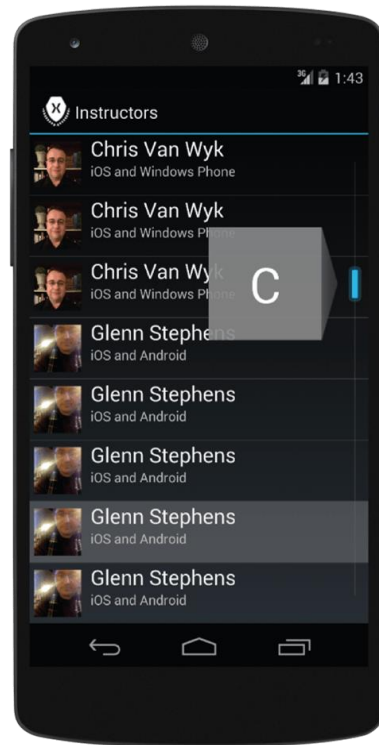 3G 1:43
X Instructors
Chris Van Wyk
iOS and Windows Phone
Chris Van Wyk
iOS and Windows Phone
Chris Van Wyk
iOS and Windows Phone
C
Glenn Stephens
iOS and Android
Glenn Stephens
iOS and Android
Glenn Stephens
iOS and Android
Glenn Stephens
iOS and Android
Glenn Stephens
iOS and Android